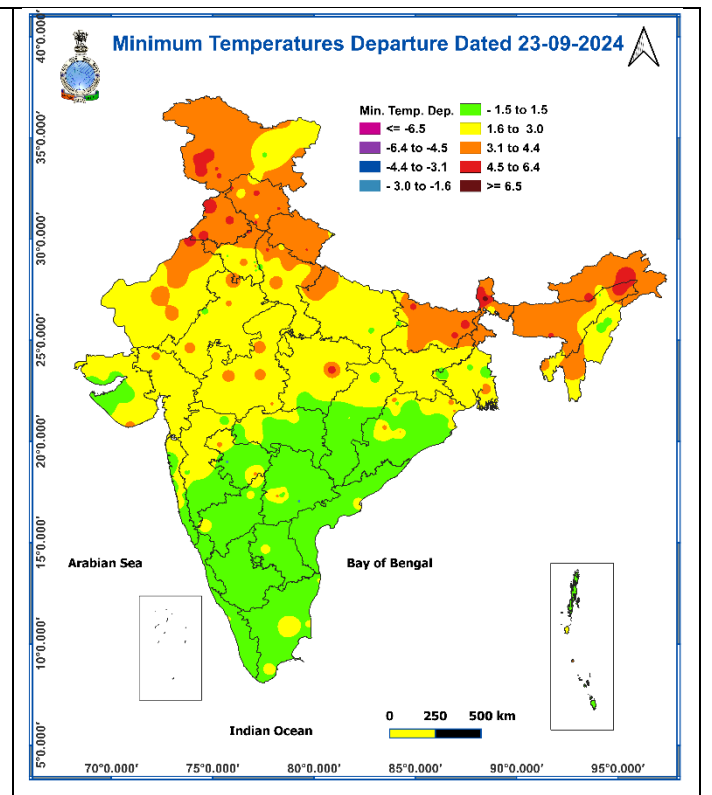 Minimum Temperatures Departure Dated 23-09-2024
Min. Temp. Dep.
<= -6.5
-6.4 to -4.5
-4.4 to -3.1
- 3.0 to -1.6
- 1.5 to 1.5
1.6 to 3.0
3.1 to 4.4
4.5 to 6.4
>= 6.5
40°0.000'
35°0.000'
30°0.000'
25°0.000'
20°0.000'
15°0.000'
10°0.000'
5°0.000'
Arabian Sea
Bay of Bengal
Indian Ocean
0 250 500 km
70°0.000' 75°0.000' 80°0.000' 85°0.000' 90°0.000' 95°0.000'